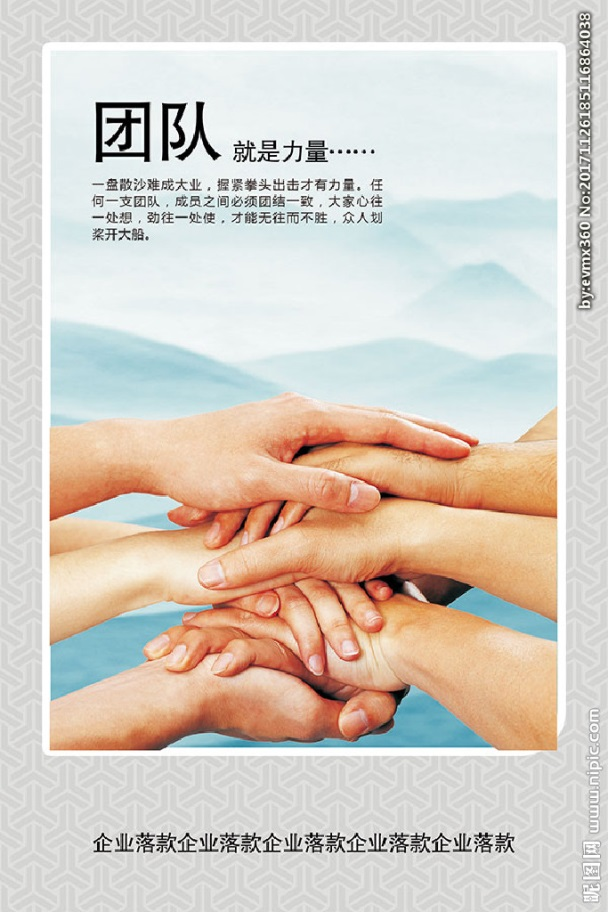 团队 就是力量……
一盘散沙难成大业，握紧拳头出击才有力量。任
何一支团队，成员之间必须团结一致，大家心往
一处想，劲往一处使，才能无往而不胜，众人划
桨开大船。
企业落款企业落款企业落款企业落款企业落款
by:evmx360 No:20171126185116864038
昵图网 www.nipic.com